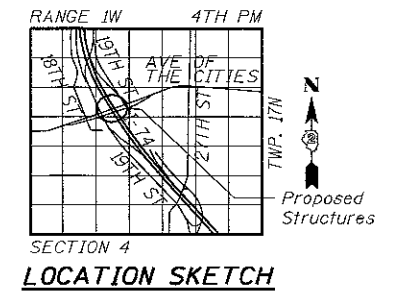 RANGE 1W 4TH PM
19TH ST
18TH ST
AVE OF
THE CITIES
I-74
27TH ST
19TH ST
TWP. 17N
N
Proposed
Structures
SECTION 4
LOCATION SKETCH